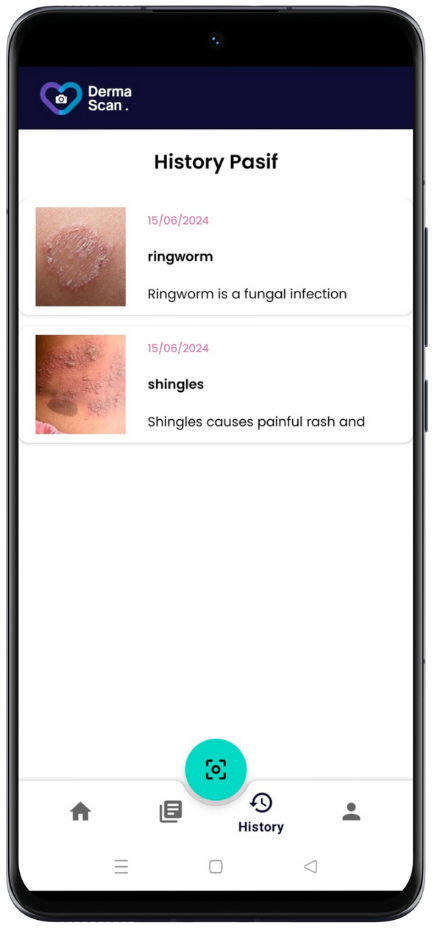 Derma
Scan .
History Pasif
15/06/2024
ringworm
Ringworm is a fungal infection
15/06/2024
shingles
Shingles causes painful rash and
History